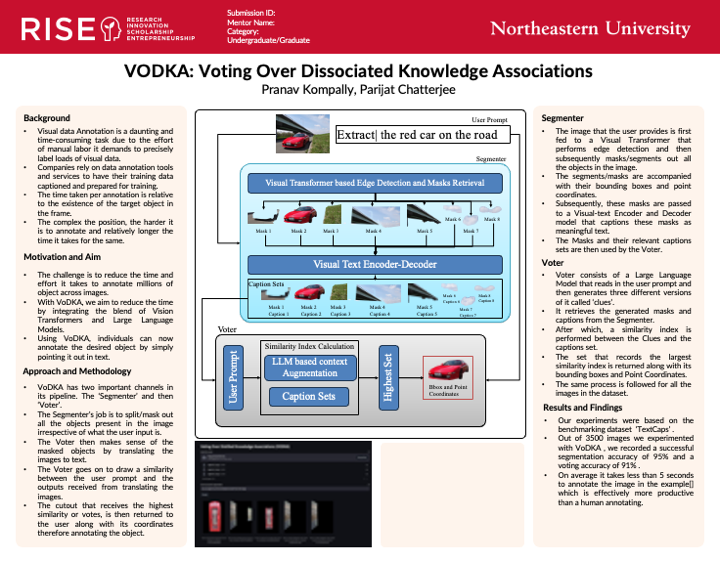 RISE
RESEARCH
INNOVATION
SCHOLARSHIP
ENTREPRENEURSHIP
Submission ID:
Mentor Name:
Category:
Undergraduate/Graduate
Northeastern University
VODKA: Voting Over Dissociated Knowledge Associations
Pranav Kompally, Parijat Chatterjee
Background
• Visual data Annotation is a daunting and
time-consuming task due to the effort
of manual labor it demands to precisely
label loads of visual data.
• Companies rely on data annotation tools
and services to have their training data
captioned and prepared for training.
• The time taken per annotation is relative
to the existence of the target object in
the frame.
• The complex the position, the harder it
is to annotate and relatively longer the
time it takes for the same.
Motivation and Aim
• The challenge is to reduce the time and
effort it takes to annotate millions of
object across images.
• With VoDKA, we aim to reduce the time
by integrating the blend of Vision
Transformers and Large Language
Models.
• Using VoDKA, individuals can now
annotate the desired object by simply
pointing it out in text.
Approach and Methodology
• VoDKA has two important channels in
its pipeline. The 'Segmenter' and then
'Voter'.
• The Segmenter's job is to split/mask out
all the objects present in the image
irrespective of what the user input is.
• The Voter then makes sense of the
masked objects by translating the
images to text.
• The Voter goes on to draw a similarity
between the user prompt and the
outputs received from translating the
images.
• The cutout that receives the highest
similarity or votes, is then returned to
the user along with its coordinates
therefore annotating the object.
User Prompt
Extract| the red car on the road
Segmenter
Visual Transformer based Edge Detection and Masks Retrieval
Mask 1 Mask 2 Mask 3 Mask 4 Mask 5 Mask 6 Mask 7 Mask 8
Visual Text Encoder-Decoder
Caption Sets
Mask 1 Mask 2 Mask 3 Mask 4 Mask 5 Mask 6 Mask 7 Mask 8
Caption 1 Caption 2 Caption 3 Caption 4 Caption 5 Caption 6 Caption 7 Caption 8
Voter
User Prompt
Similarity Index Calculation
LLM based context
Augmentation
Caption Sets
Highest Set
Bbox and Point
Coordinates
Segmenter
• The image that the user provides is first
fed to a Visual Transformer that
performs edge detection and then
subsequently masks/segments out all
the objects in the image.
• The segments/masks are accompanied
with their bounding boxes and point
coordinates.
• Subsequently, these masks are passed
to a Visual-text Encoder and Decoder
model that captions these masks as
meaningful text.
• The Masks and their relevant captions
sets are then used by the Voter.
Voter
• Voter consists of a Large Language
Model that reads in the user prompt and
then generates three different versions
of it called 'clues'.
• It retrieves the generated masks and
captions from the Segmenter.
• After which, a similarity index is
performed between the Clues and the
captions set.
• The set that records the largest
similarity index is returned along with its
bounding boxes and Point Coordinates.
• The same process is followed for all the
images in the dataset.
Results and Findings
• Our experiments were based on the
benchmarking dataset 'TextCaps' .
• Out of 3500 images we experimented
with VoDKA , we recorded a successful
segmentation accuracy of 95% and a
voting accuracy of 91% .
• On average it takes less than 5 seconds
to annotate the image in the example[]
which is effectively more productive
than a human annotating.